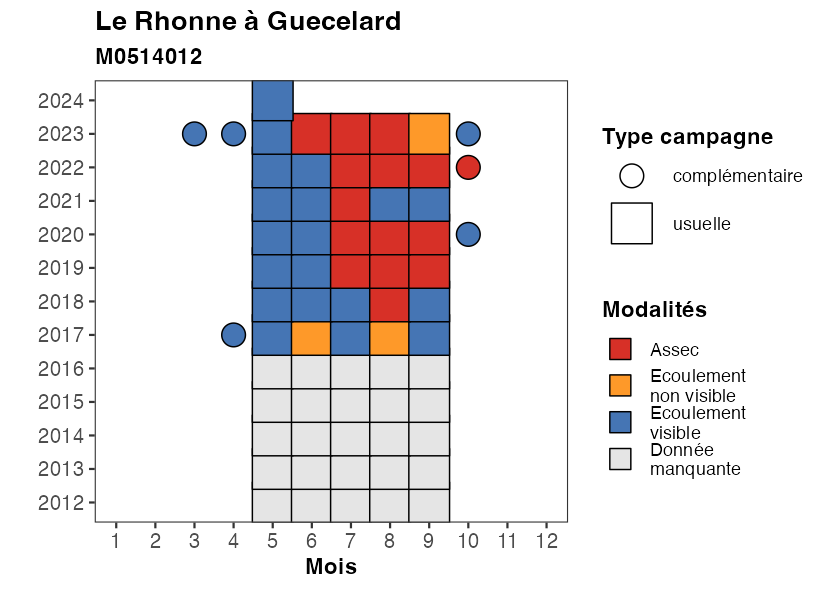 Le Rhonne à Guecelard
M0514012
2024
2023
2022
2021
2020
2019
2018
2017
2016
2015
2014
2013
2012
1 2 3 4 5 6 7 8 9 10 11 12
Mois
Type campagne
complémentaire
usuelle
Modalités
Assec
Ecoulement
non visible
Ecoulement
visible
Donnée
manquante